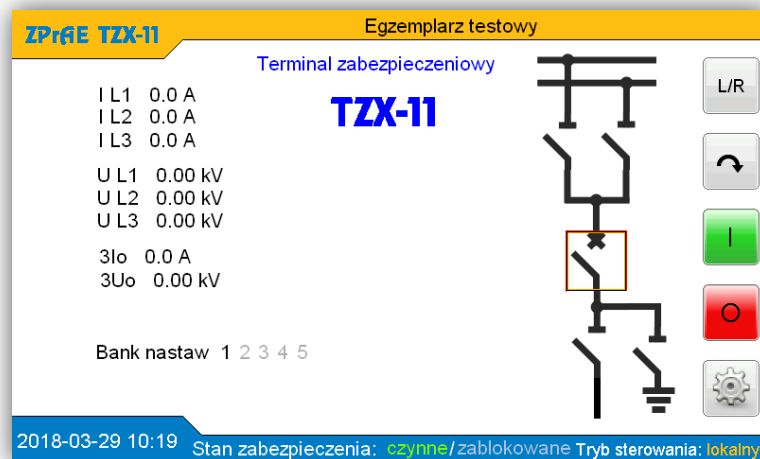 ZPrAE TZX-11
Egzemplarz testowy
Terminal zabezpieczeniowy
TZX-11
I L1 0.0 A
I L2 0.0 A
I L3 0.0 A
U L1 0.00 kV
U L2 0.00 kV
U L3 0.00 kV
3Io 0.0 A
3Uo 0.00 kV
Bank nastaw 1 2 3 4 5
L/R
I
O
2018-03-29 10:19
Stan zabezpieczenia: czynne/zablokowane Tryb sterowania: lokalny